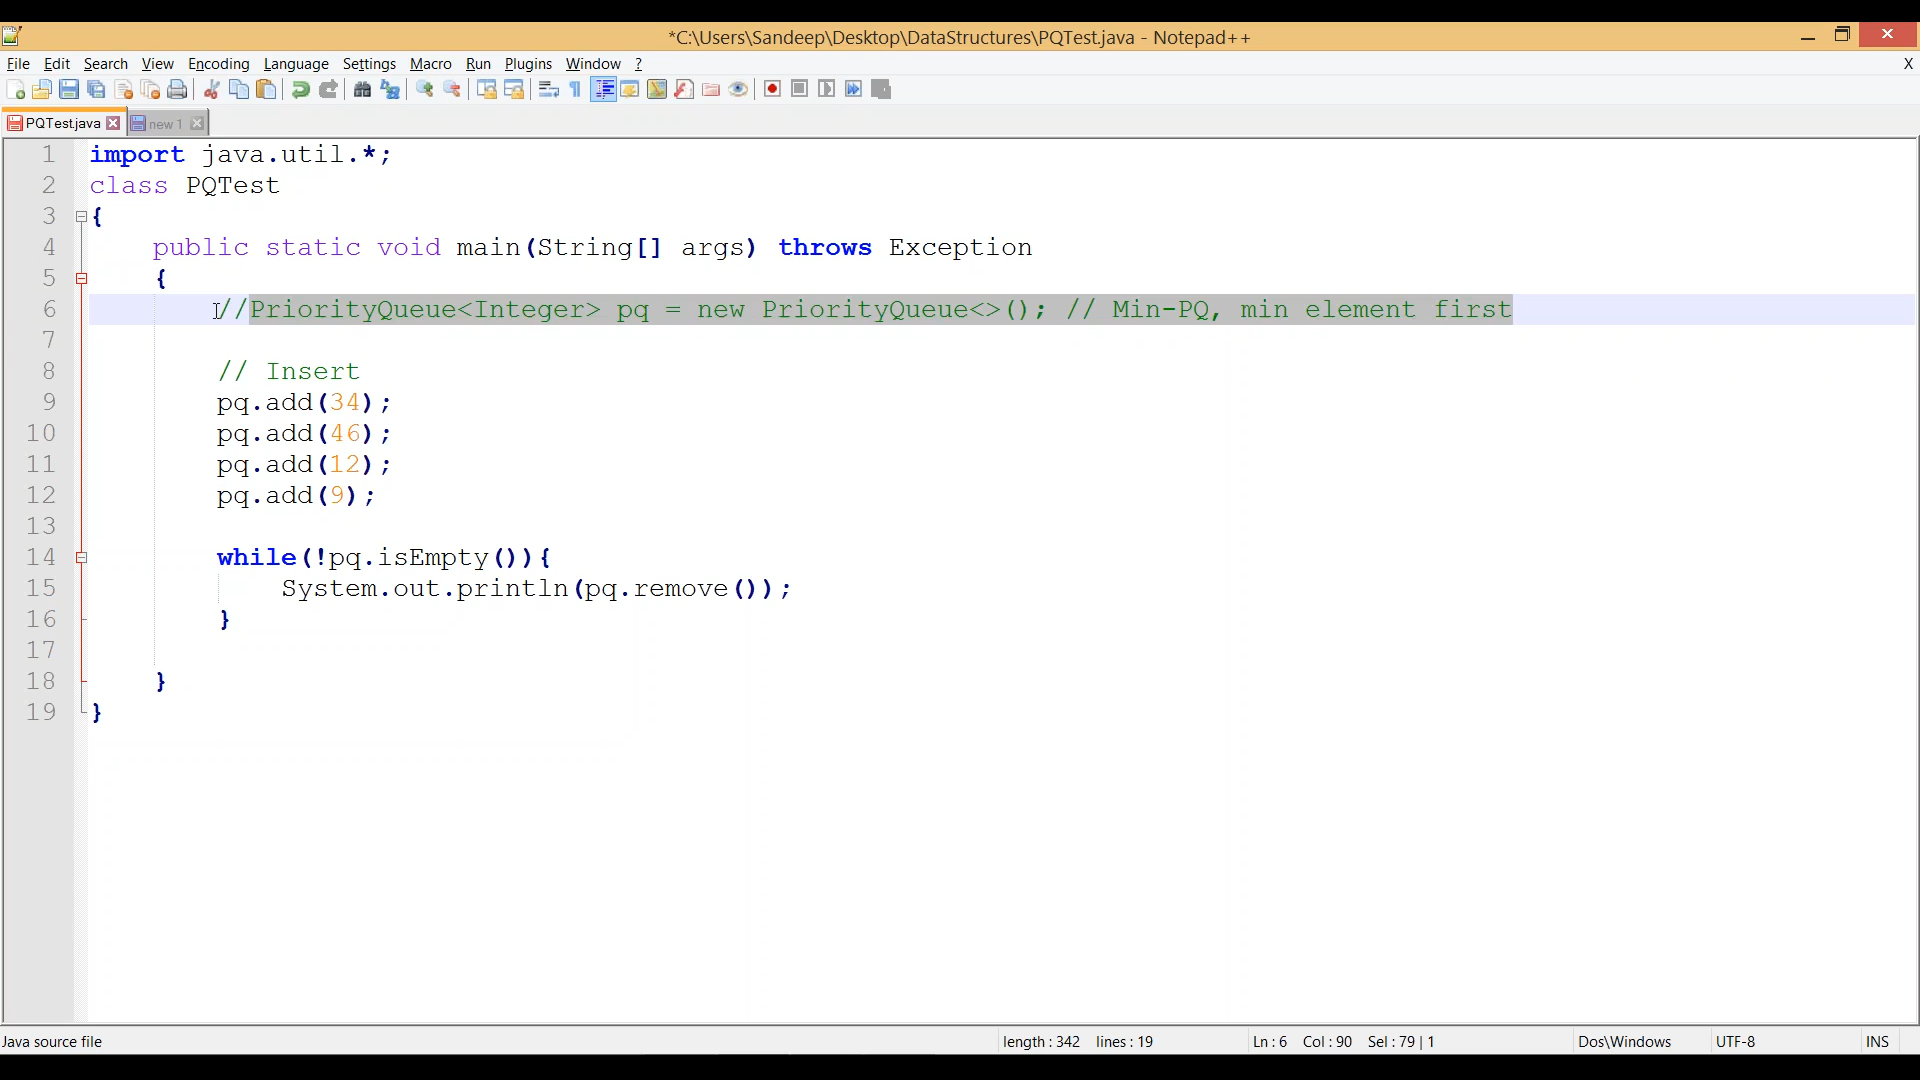 *C:\Users\Sandeep\Desktop\DataStructures\PQTest.java - Notepad++
File Edit Search View Encoding Language Settings Macro Run Plugins Window ? X
PQTest.java new 1
1 import java.util.*;
2 class PQTest
3 {
4 public static void main(String[] args) throws Exception
5 {
6 //PriorityQueue<Integer> pq = new PriorityQueue<>(); // Min-PQ, min element first
7
8 // Insert
9 pq.add(34);
10 pq.add(46);
11 pq.add(12);
12 pq.add(9);
13
14 while(!pq.isEmpty()){
15 System.out.println(pq.remove());
16 }
17
18 }
19 }
Java source file length : 342 lines : 19 Ln : 6 Col : 90 Sel : 79 | 1 Dos\Windows UTF-8 INS